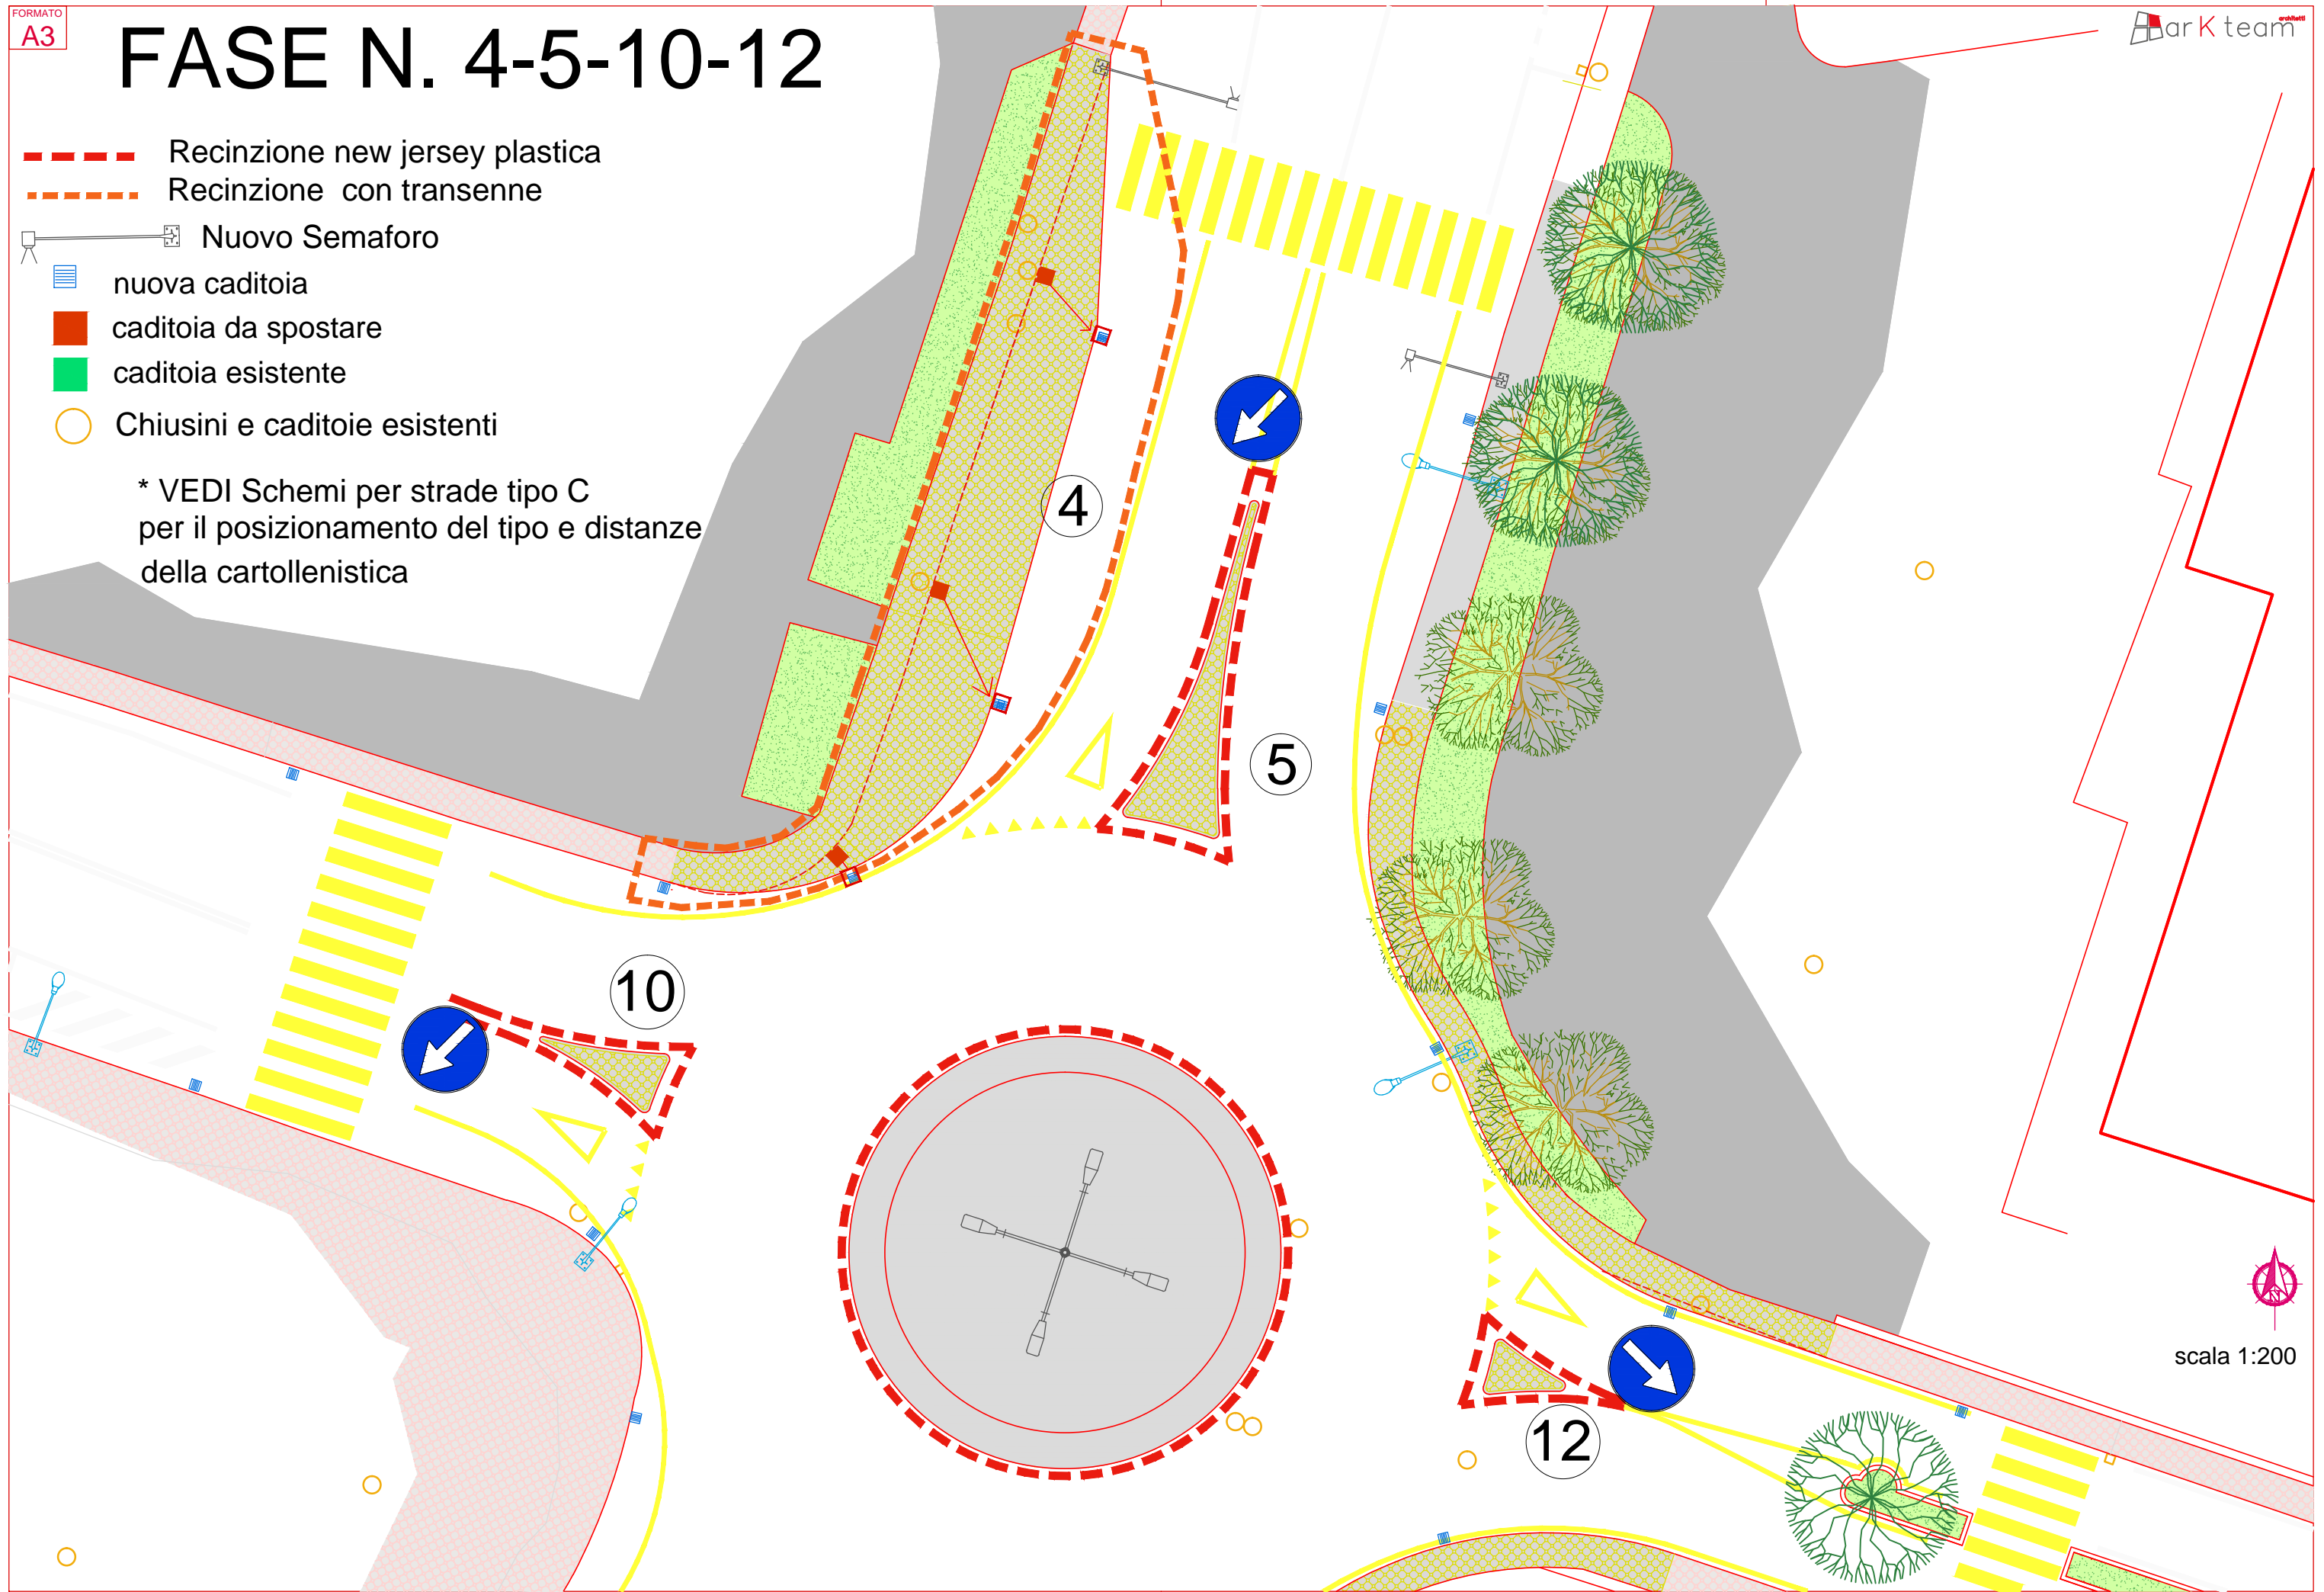 FORMATO
A3
FASE N. 4-5-10-12
ar K team
architetti
Recinzione new jersey plastica
Recinzione con transenne
Nuovo Semaforo
nuova caditoia
caditoia da spostare
caditoia esistente
Chiusini e caditoie esistenti
* VEDI Schemi per strade tipo C
per il posizionamento del tipo e distanze
della cartollenistica
4
5
10
12
N
scala 1:200